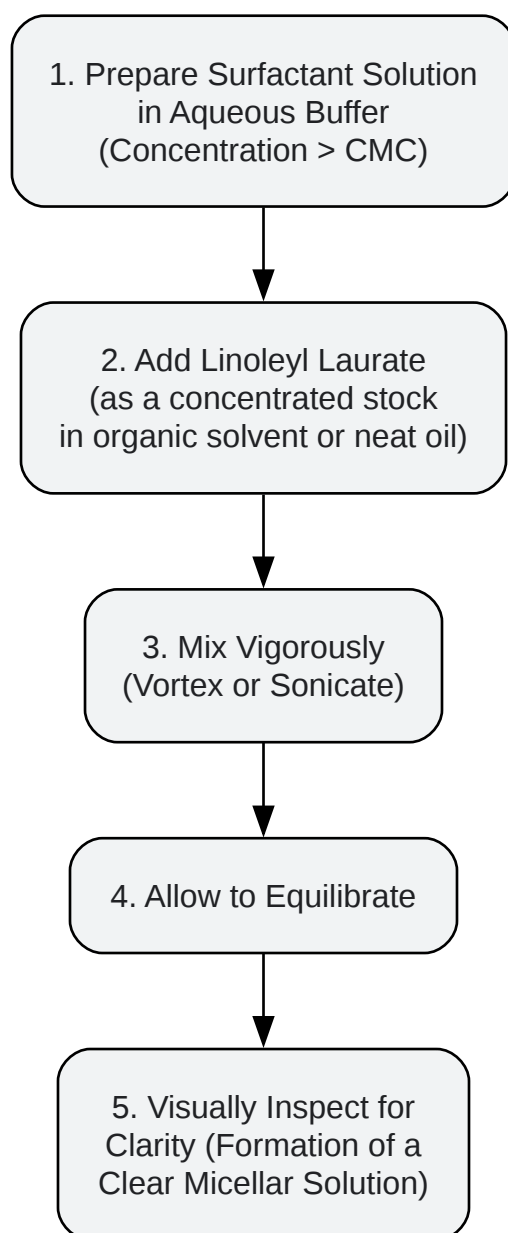 1. Prepare Surfactant Solution
in Aqueous Buffer
(Concentration > CMC)
2. Add Linoleyl Laurate
(as a concentrated stock
in organic solvent or neat oil)
3. Mix Vigorously
(Vortex or Sonicate)
4. Allow to Equilibrate
5. Visually Inspect for
Clarity (Formation of a
Clear Micellar Solution)